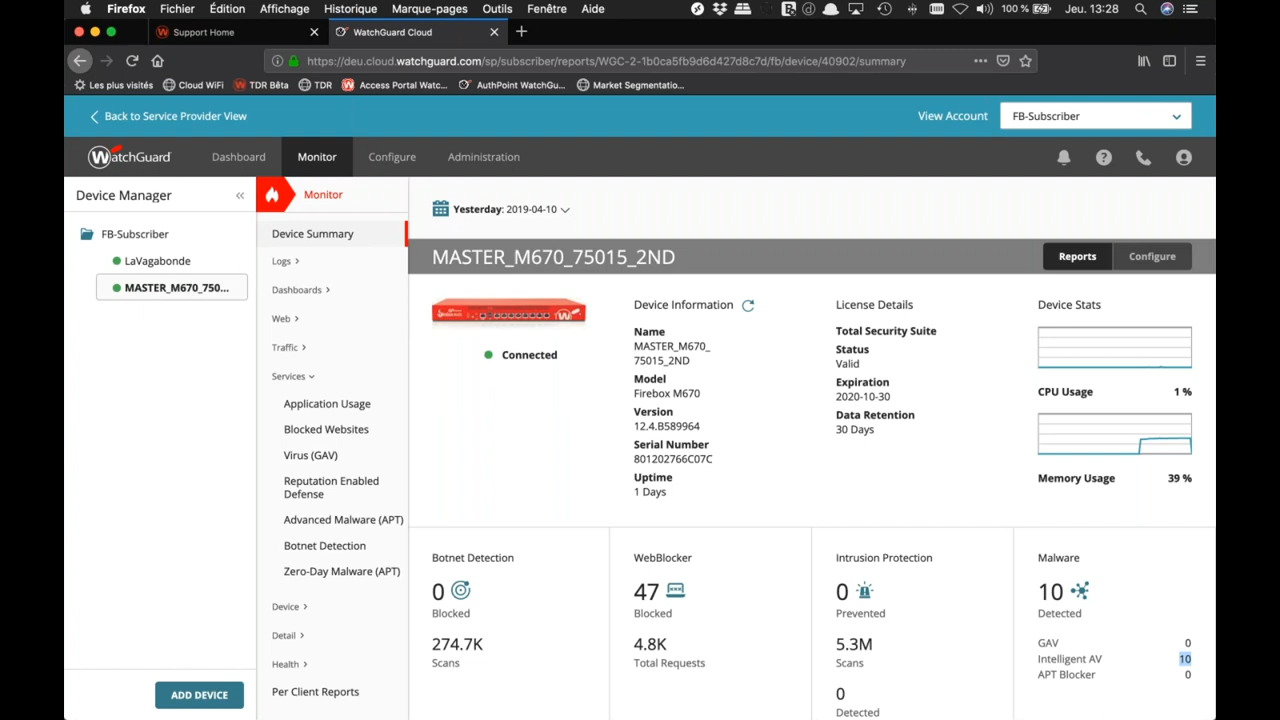 Firefox Fichier Édition Affichage Historique Marque-pages Outils Fenêtre Aide 100 % Jeu. 13:28
Support Home
WatchGuard Cloud
https://deu.cloud.watchguard.com/sp/subscriber/reports/WGC-2-1b0ca5fb9d6d427d8c7d/fb/device/40902/summary
Les plus visités Cloud WiFi TDR Bêta TDR Access Portal Watc... AuthPoint WatchGu... Market Segmentatio...
Back to Service Provider View
View Account
FB-Subscriber
WatchGuard
Dashboard
Monitor
Configure
Administration
Device Manager
FB-Subscriber
LaVagabonde
MASTER_M670_750...
ADD DEVICE
Monitor
Device Summary
Logs
Dashboards
Web
Traffic
Services
Application Usage
Blocked Websites
Virus (GAV)
Reputation Enabled
Defense
Advanced Malware (APT)
Botnet Detection
Zero-Day Malware (APT)
Device
Detail
Health
Per Client Reports
Yesterday: 2019-04-10
MASTER_M670_75015_2ND
Reports
Configure
Connected
Device Information
Name
MASTER_M670_
75015_2ND
Model
Firebox M670
Version
12.4.B589964
Serial Number
801202766C07C
Uptime
1 Days
License Details
Total Security Suite
Status
Valid
Expiration
2020-10-30
Data Retention
30 Days
Device Stats
CPU Usage 1 %
Memory Usage 39 %
Botnet Detection
0
Blocked
274.7K
Scans
WebBlocker
47
Blocked
4.8K
Total Requests
Intrusion Protection
0
Prevented
5.3M
Scans
0
Detected
Malware
10
Detected
GAV 0
Intelligent AV 10
APT Blocker 0